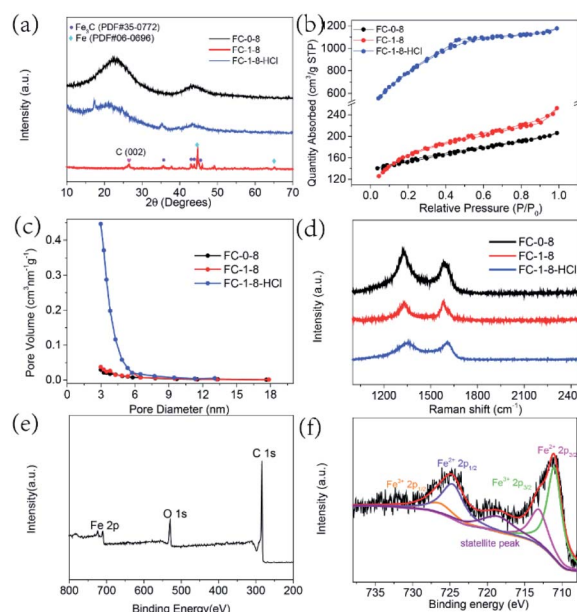 (a)
Fe3C (PDF#35-0772)
Fe (PDF#06-0696)
FC-0-8
FC-1-8
FC-1-8-HCl
C (002)
Intensity (a.u.)
10 20 30 40 50 60 70
2θ (Degrees)
(b)
1200
1100
1000
900
800
700
600
240
200
160
120
FC-0-8
FC-1-8
FC-1-8-HCl
Quantity Absorbed (cm³/g STP)
0.0 0.2 0.4 0.6 0.8 1.0
Relative Pressure (P/P0)
(c)
FC-0-8
FC-1-8
FC-1-8-HCl
0.4
0.3
0.2
0.1
0.0
Pore Volume (cm³nm⁻¹g⁻¹)
0 3 6 9 12 15 18
Pore Diameter (nm)
(d)
FC-0-8
FC-1-8
FC-1-8-HCl
Intensity (a.u.)
1200 1500 1800 2100 2400
Raman shift (cm⁻¹)
(e)
C 1s
O 1s
Fe 2p
Intensity(a.u.)
800 700 600 500 400 300 200
Binding Energy(eV)
(f)
Fe²⁺ 2p1/2
Fe²⁺ 2p3/2
Fe³⁺ 2p3/2
statellite peak
Intensity(a.u.)
735 730 725 720 715 710
Binding energy (eV)